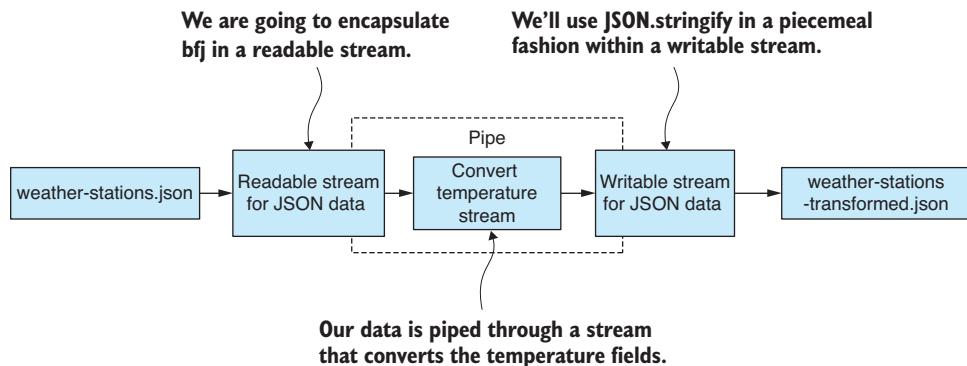 We are going to encapsulate
bfj in a readable stream.
We’ll use JSON.stringify in a piecemeal
fashion within a writable stream.
Pipe
weather-stations.json
Readable stream
for JSON data
Convert
temperature
stream
Writable stream
for JSON data
weather-stations
-transformed.json
Our data is piped through a stream
that converts the temperature fields.